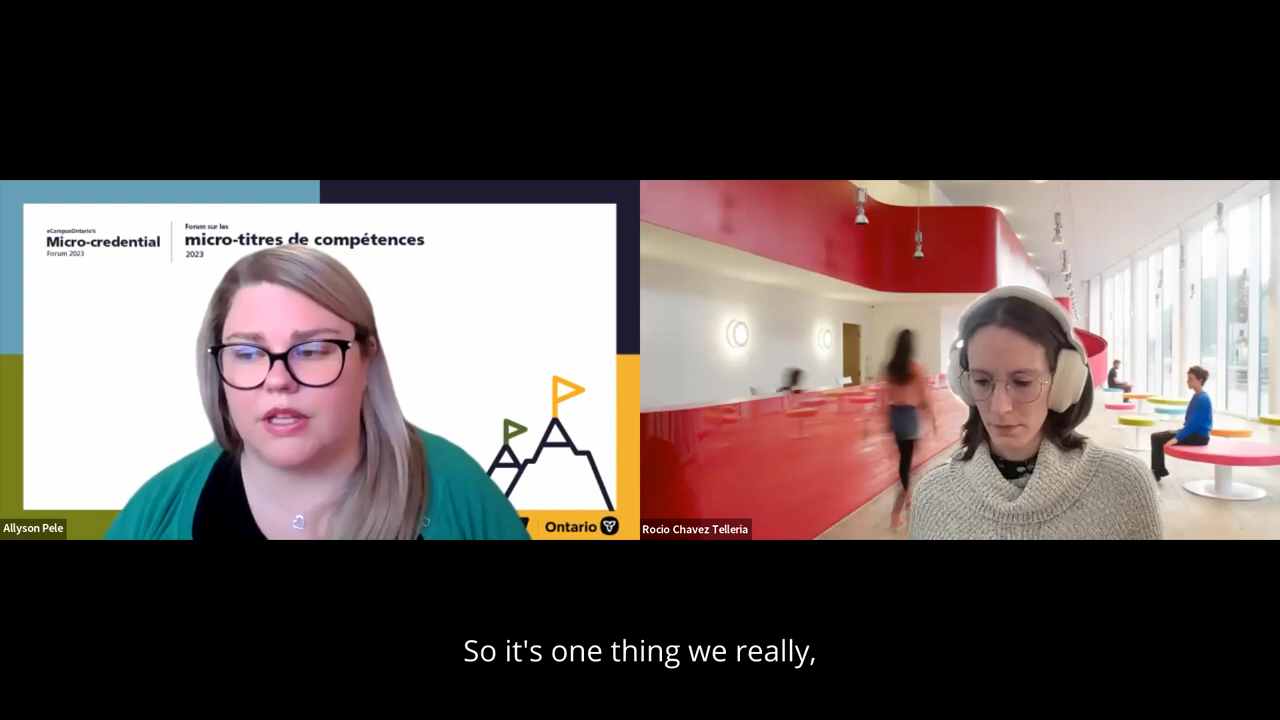 eCampusOntario's
Micro-credential
Forum 2023
Forum sur les
micro-titres de compétences
2023
Allyson Pele
Ontario
Rocio Chavez Telleria
So it's one thing we really,